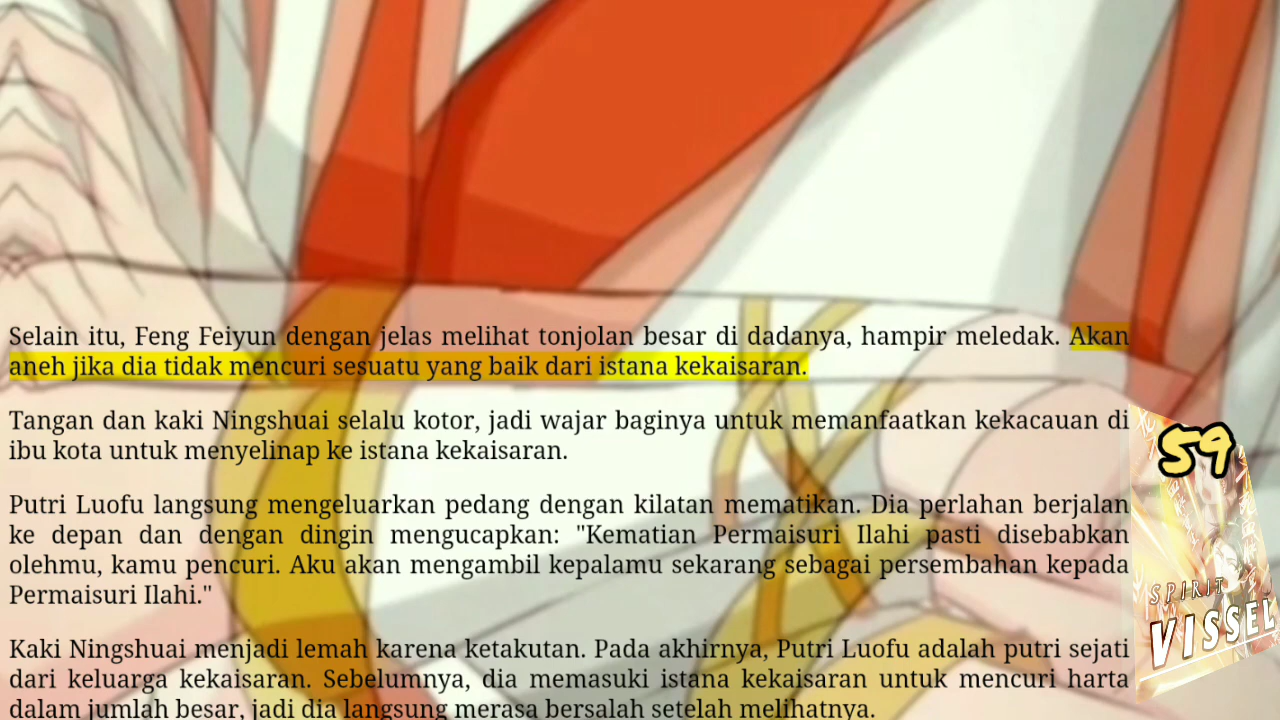 Selain itu, Feng Feiyun dengan jelas melihat tonjolan besar di dadanya, hampir meledak. Akan
aneh jika dia tidak mencuri sesuatu yang baik dari istana kekaisaran.
Tangan dan kaki Ningshuai selalu kotor, jadi wajar baginya untuk memanfaatkan kekacauan di
ibu kota untuk menyelinap ke istana kekaisaran.
Putri Luofu langsung mengeluarkan pedang dengan kilatan mematikan. Dia perlahan berjalan
ke depan dan dengan dingin mengucapkan: "Kematian Permaisuri Ilahi pasti disebabkan
olehmu, kamu pencuri. Aku akan mengambil kepalamu sekarang sebagai persembahan kepada
Permaisuri Ilahi."
Kaki Ningshuai menjadi lemah karena ketakutan. Pada akhirnya, Putri Luofu adalah putri sejati
dari keluarga kekaisaran. Sebelumnya, dia memasuki istana kekaisaran untuk mencuri harta
dalam jumlah besar, jadi dia langsung merasa bersalah setelah melihatnya.
59
SPIRIT
VISSEL